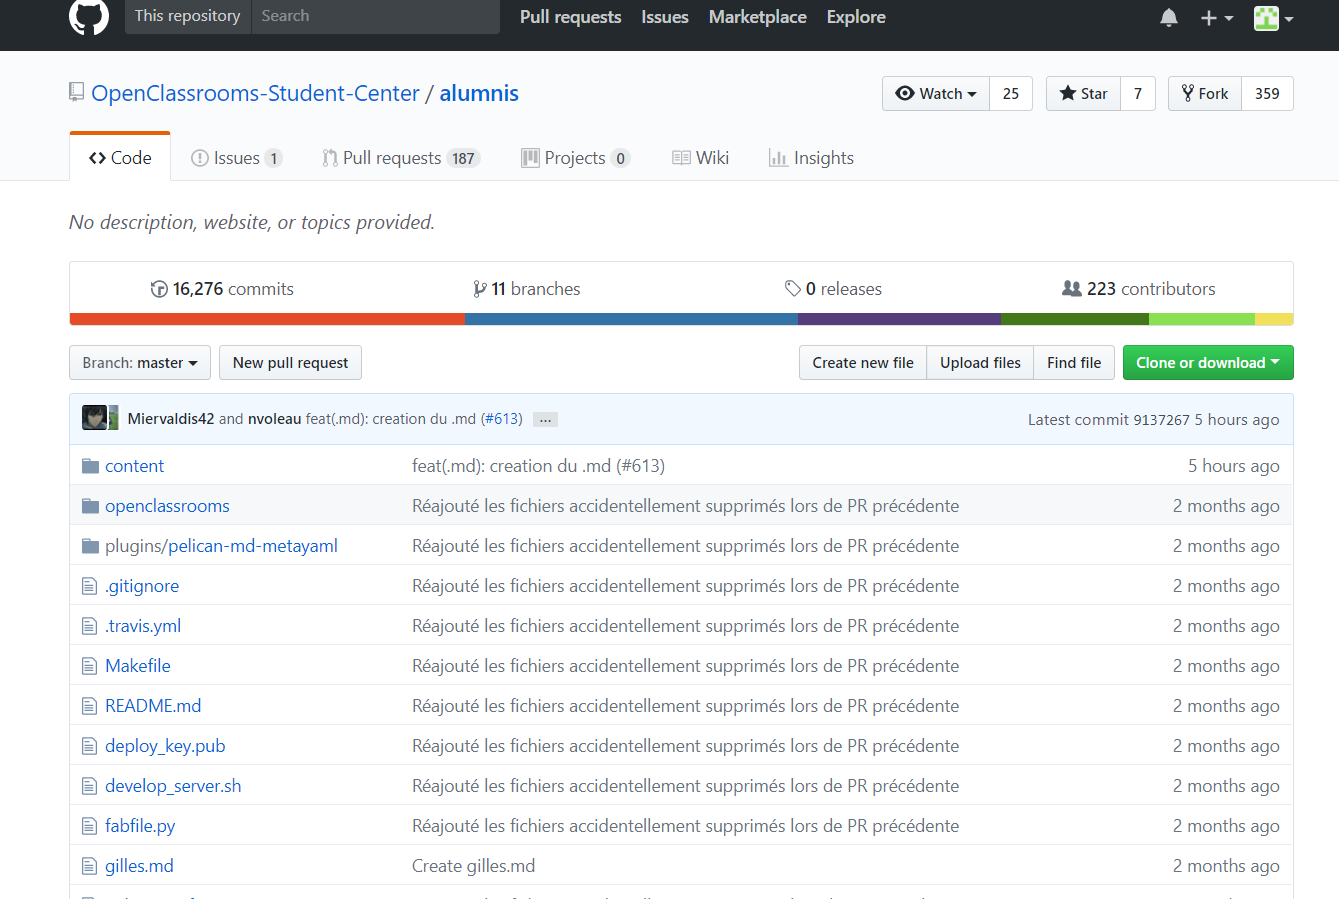 This repository Search Pull requests Issues Marketplace Explore
OpenClassrooms-Student-Center / alumnis Watch 25 Star 7 Fork 359
Code Issues 1 Pull requests 187 Projects 0 Wiki Insights
No description, website, or topics provided.
16,276 commits 11 branches 0 releases 223 contributors
Branch: master New pull request Create new file Upload files Find file Clone or download
Miervaldis42 and nvoleau feat(.md): creation du .md (#613) ... Latest commit 9137267 5 hours ago
content feat(.md): creation du .md (#613) 5 hours ago
openclassrooms Réajouté les fichiers accidentellement supprimés lors de PR précédente 2 months ago
plugins/pelican-md-metayaml Réajouté les fichiers accidentellement supprimés lors de PR précédente 2 months ago
.gitignore Réajouté les fichiers accidentellement supprimés lors de PR précédente 2 months ago
.travis.yml Réajouté les fichiers accidentellement supprimés lors de PR précédente 2 months ago
Makefile Réajouté les fichiers accidentellement supprimés lors de PR précédente 2 months ago
README.md Réajouté les fichiers accidentellement supprimés lors de PR précédente 2 months ago
deploy_key.pub Réajouté les fichiers accidentellement supprimés lors de PR précédente 2 months ago
develop_server.sh Réajouté les fichiers accidentellement supprimés lors de PR précédente 2 months ago
fabfile.py Réajouté les fichiers accidentellement supprimés lors de PR précédente 2 months ago
gilles.md Create gilles.md 2 months ago